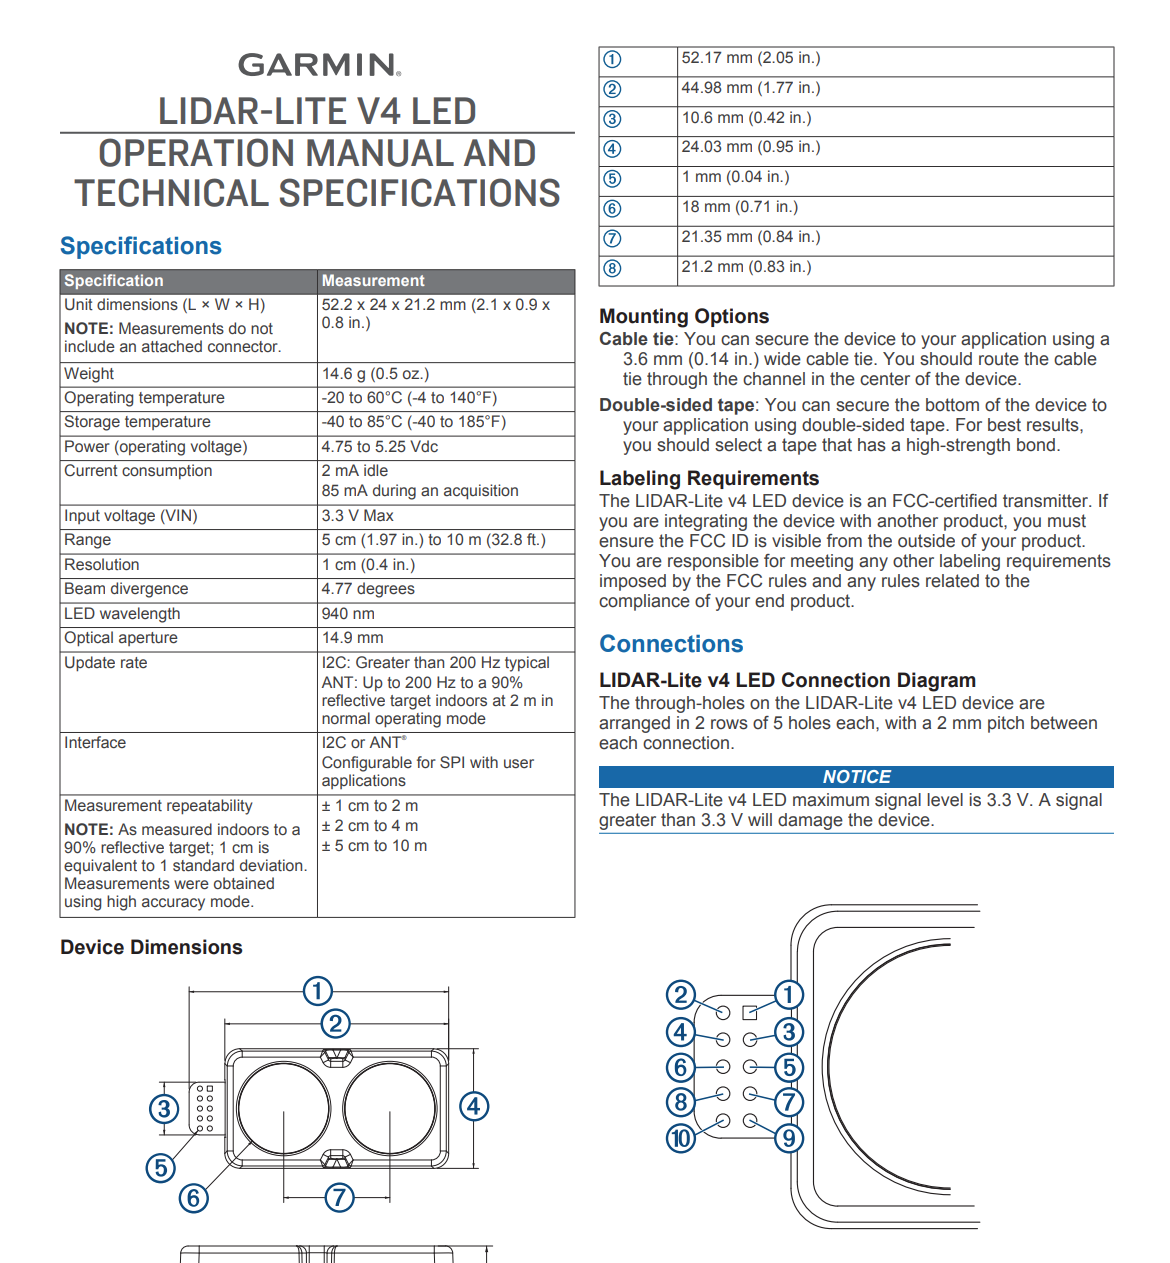 GARMIN®
LIDAR-LITE V4 LED
OPERATION MANUAL AND
TECHNICAL SPECIFICATIONS
Specifications
Specification Measurement
Unit dimensions (L × W × H) 52.2 x 24 x 21.2 mm (2.1 x 0.9 x
0.8 in.)
NOTE: Measurements do not
include an attached connector.
Weight 14.6 g (0.5 oz.)
Operating temperature -20 to 60°C (-4 to 140°F)
Storage temperature -40 to 85°C (-40 to 185°F)
Power (operating voltage) 4.75 to 5.25 Vdc
Current consumption 2 mA idle
85 mA during an acquisition
Input voltage (VIN) 3.3 V Max
Range 5 cm (1.97 in.) to 10 m (32.8 ft.)
Resolution 1 cm (0.4 in.)
Beam divergence 4.77 degrees
LED wavelength 940 nm
Optical aperture 14.9 mm
Update rate I2C: Greater than 200 Hz typical
ANT: Up to 200 Hz to a 90%
reflective target indoors at 2 m in
normal operating mode
Interface I2C or ANT®
Configurable for SPI with user
applications
Measurement repeatability ± 1 cm to 2 m
± 2 cm to 4 m
± 5 cm to 10 m
NOTE: As measured indoors to a
90% reflective target; 1 cm is
equivalent to 1 standard deviation.
Measurements were obtained
using high accuracy mode.
Device Dimensions
①
②
③
④
⑤
⑥
⑦
① 52.17 mm (2.05 in.)
② 44.98 mm (1.77 in.)
③ 10.6 mm (0.42 in.)
④ 24.03 mm (0.95 in.)
⑤ 1 mm (0.04 in.)
⑥ 18 mm (0.71 in.)
⑦ 21.35 mm (0.84 in.)
⑧ 21.2 mm (0.83 in.)
Mounting Options
Cable tie: You can secure the device to your application using a
3.6 mm (0.14 in.) wide cable tie. You should route the cable
tie through the channel in the center of the device.
Double-sided tape: You can secure the bottom of the device to
your application using double-sided tape. For best results,
you should select a tape that has a high-strength bond.
Labeling Requirements
The LIDAR-Lite v4 LED device is an FCC-certified transmitter. If
you are integrating the device with another product, you must
ensure the FCC ID is visible from the outside of your product.
You are responsible for meeting any other labeling requirements
imposed by the FCC rules and any rules related to the
compliance of your end product.
Connections
LIDAR-Lite v4 LED Connection Diagram
The through-holes on the LIDAR-Lite v4 LED device are
arranged in 2 rows of 5 holes each, with a 2 mm pitch between
each connection.
NOTICE
The LIDAR-Lite v4 LED maximum signal level is 3.3 V. A signal
greater than 3.3 V will damage the device.
② ①
④ ③
⑥ ⑤
⑧ ⑦
⑩ ⑨